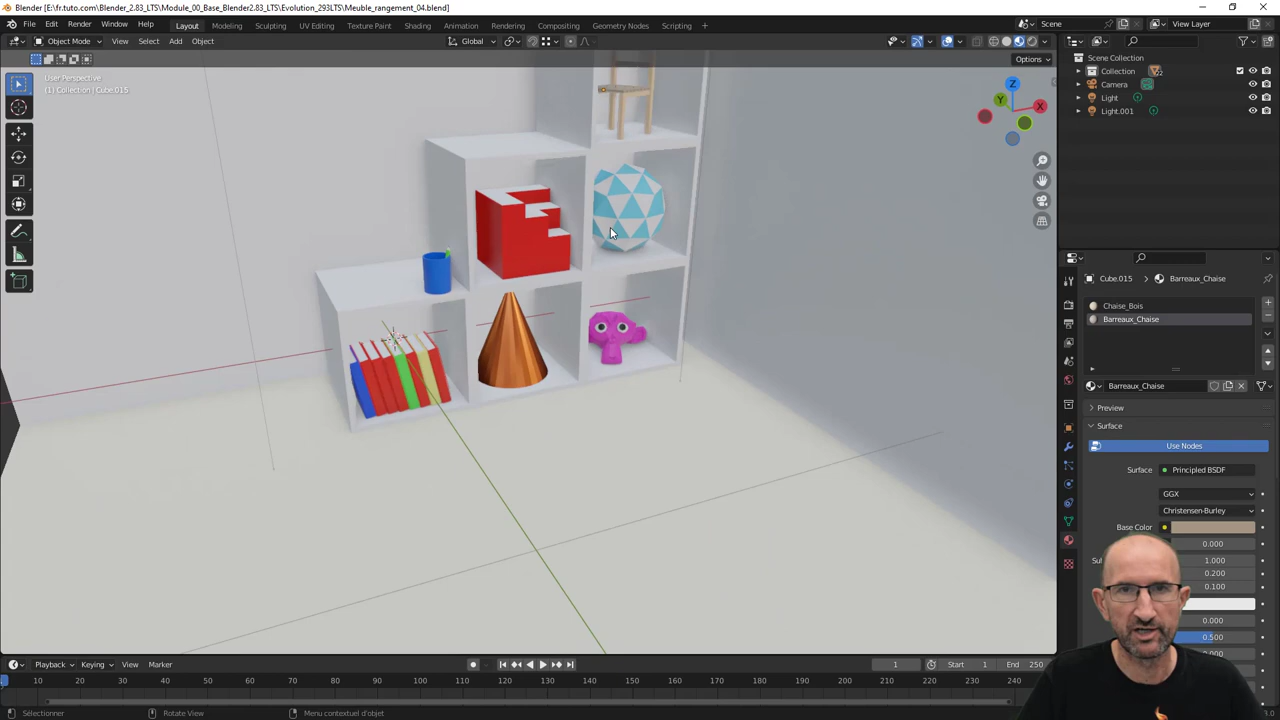 Blender [E:\fr.tuto.com\Blender_2.83_LTS\Module_00_Base_Blender2.83_LTS\Evolution_293LTS\Meuble_rangement_04.blend]
File Edit Render Window Help Layout Modeling Sculpting UV Editing Texture Paint Shading Animation Rendering Compositing Geometry Nodes Scripting + Scene View Layer
Object Mode View Select Add Object Global
Options
User Perspective
(1) Collection | Cube.015
Z
Y
X
Scene Collection
Collection 22
Camera
Light
Light.001
Cube.015 Barreaux_Chaise
Chaise_Bois
Barreaux_Chaise
Barreaux_Chaise
Preview
Surface
Use Nodes
Surface Principled BSDF
GGX
Christensen-Burley
Base Color
0.000
1.000
0.200
0.100
0.000
0.500
Playback Keying View Marker 1 Start 1 End 250
10 20 30 40 50 60 70 80 90 100 110 120 130 140 150 160 170 180 190 200 210 220 230 240
Sélectionner Rotate View Menu contextuel d'objet